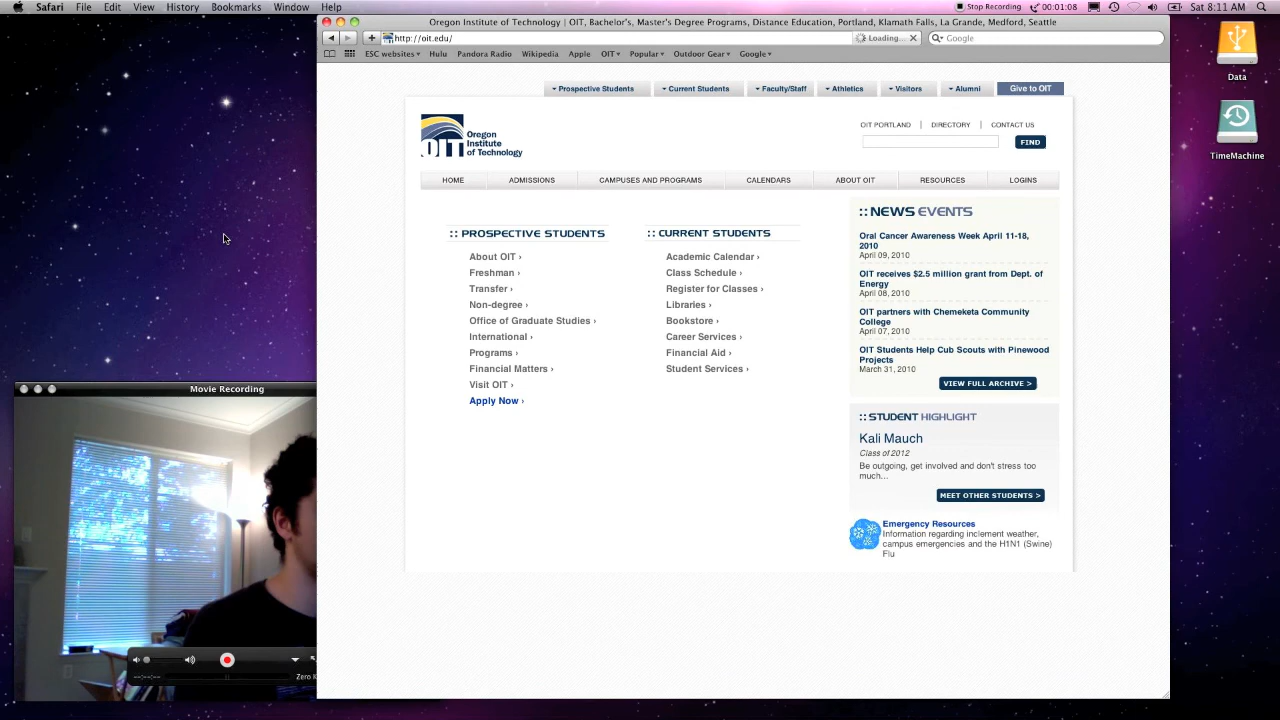 Safari File Edit View History Bookmarks Window Help
Stop Recording 00:01:08 Sat 8:11 AM
Oregon Institute of Technology | OIT, Bachelor's, Master's Degree Programs, Distance Education, Portland, Klamath Falls, La Grande, Medford, Seattle
http://oit.edu/ Loading... Google
ESC websites Hulu Pandora Radio Wikipedia Apple OIT Popular Outdoor Gear Google
Data
TimeMachine
Prospective Students Current Students Faculty/Staff Athletics Visitors Alumni Give to OIT
OIT Oregon
Institute
of Technology
OIT PORTLAND | DIRECTORY | CONTACT US
FIND
HOME ADMISSIONS CAMPUSES AND PROGRAMS CALENDARS ABOUT OIT RESOURCES LOGINS
:: PROSPECTIVE STUDENTS
About OIT ›
Freshman ›
Transfer ›
Non-degree ›
Office of Graduate Studies ›
International ›
Programs ›
Financial Matters ›
Visit OIT ›
Apply Now ›
:: CURRENT STUDENTS
Academic Calendar ›
Class Schedule ›
Register for Classes ›
Libraries ›
Bookstore ›
Career Services ›
Financial Aid ›
Student Services ›
:: NEWS EVENTS
Oral Cancer Awareness Week April 11-18,
2010
April 09, 2010
OIT receives $2.5 million grant from Dept. of
Energy
April 08, 2010
OIT partners with Chemeketa Community
College
April 07, 2010
OIT Students Help Cub Scouts with Pinewood
Projects
March 31, 2010
VIEW FULL ARCHIVE >
:: STUDENT HIGHLIGHT
Kali Mauch
Class of 2012
Be outgoing, get involved and don't stress too
much...
MEET OTHER STUDENTS >
Emergency Resources
Information regarding inclement weather,
campus emergencies and the H1N1 (Swine)
Flu
Movie Recording
--:--:-- Zero